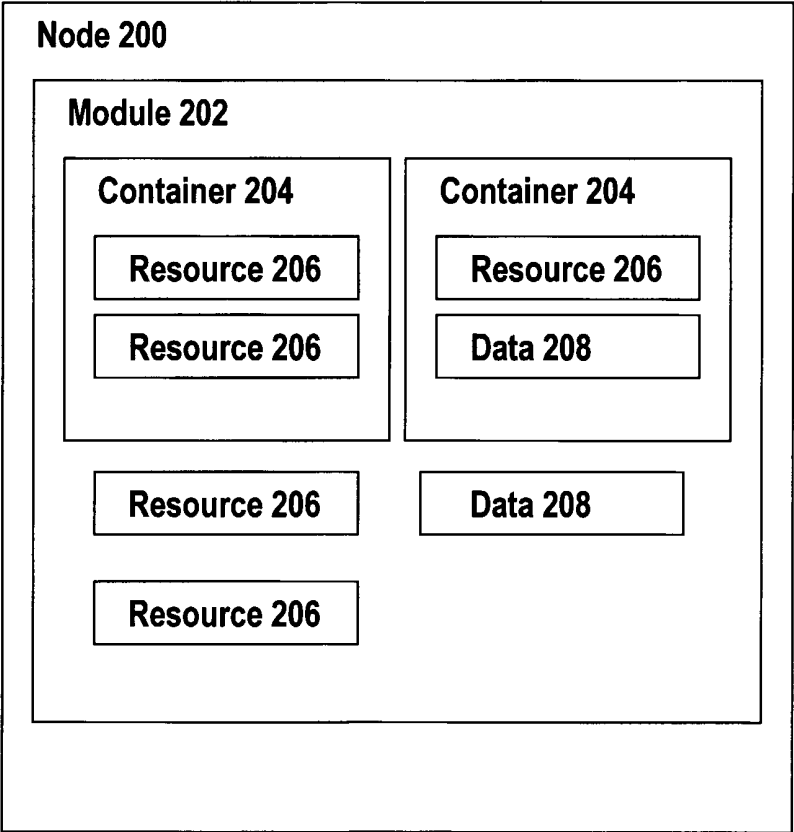 Node 200
Module 202
Container 204
Resource 206
Resource 206
Container 204
Resource 206
Data 208
Resource 206
Data 208
Resource 206